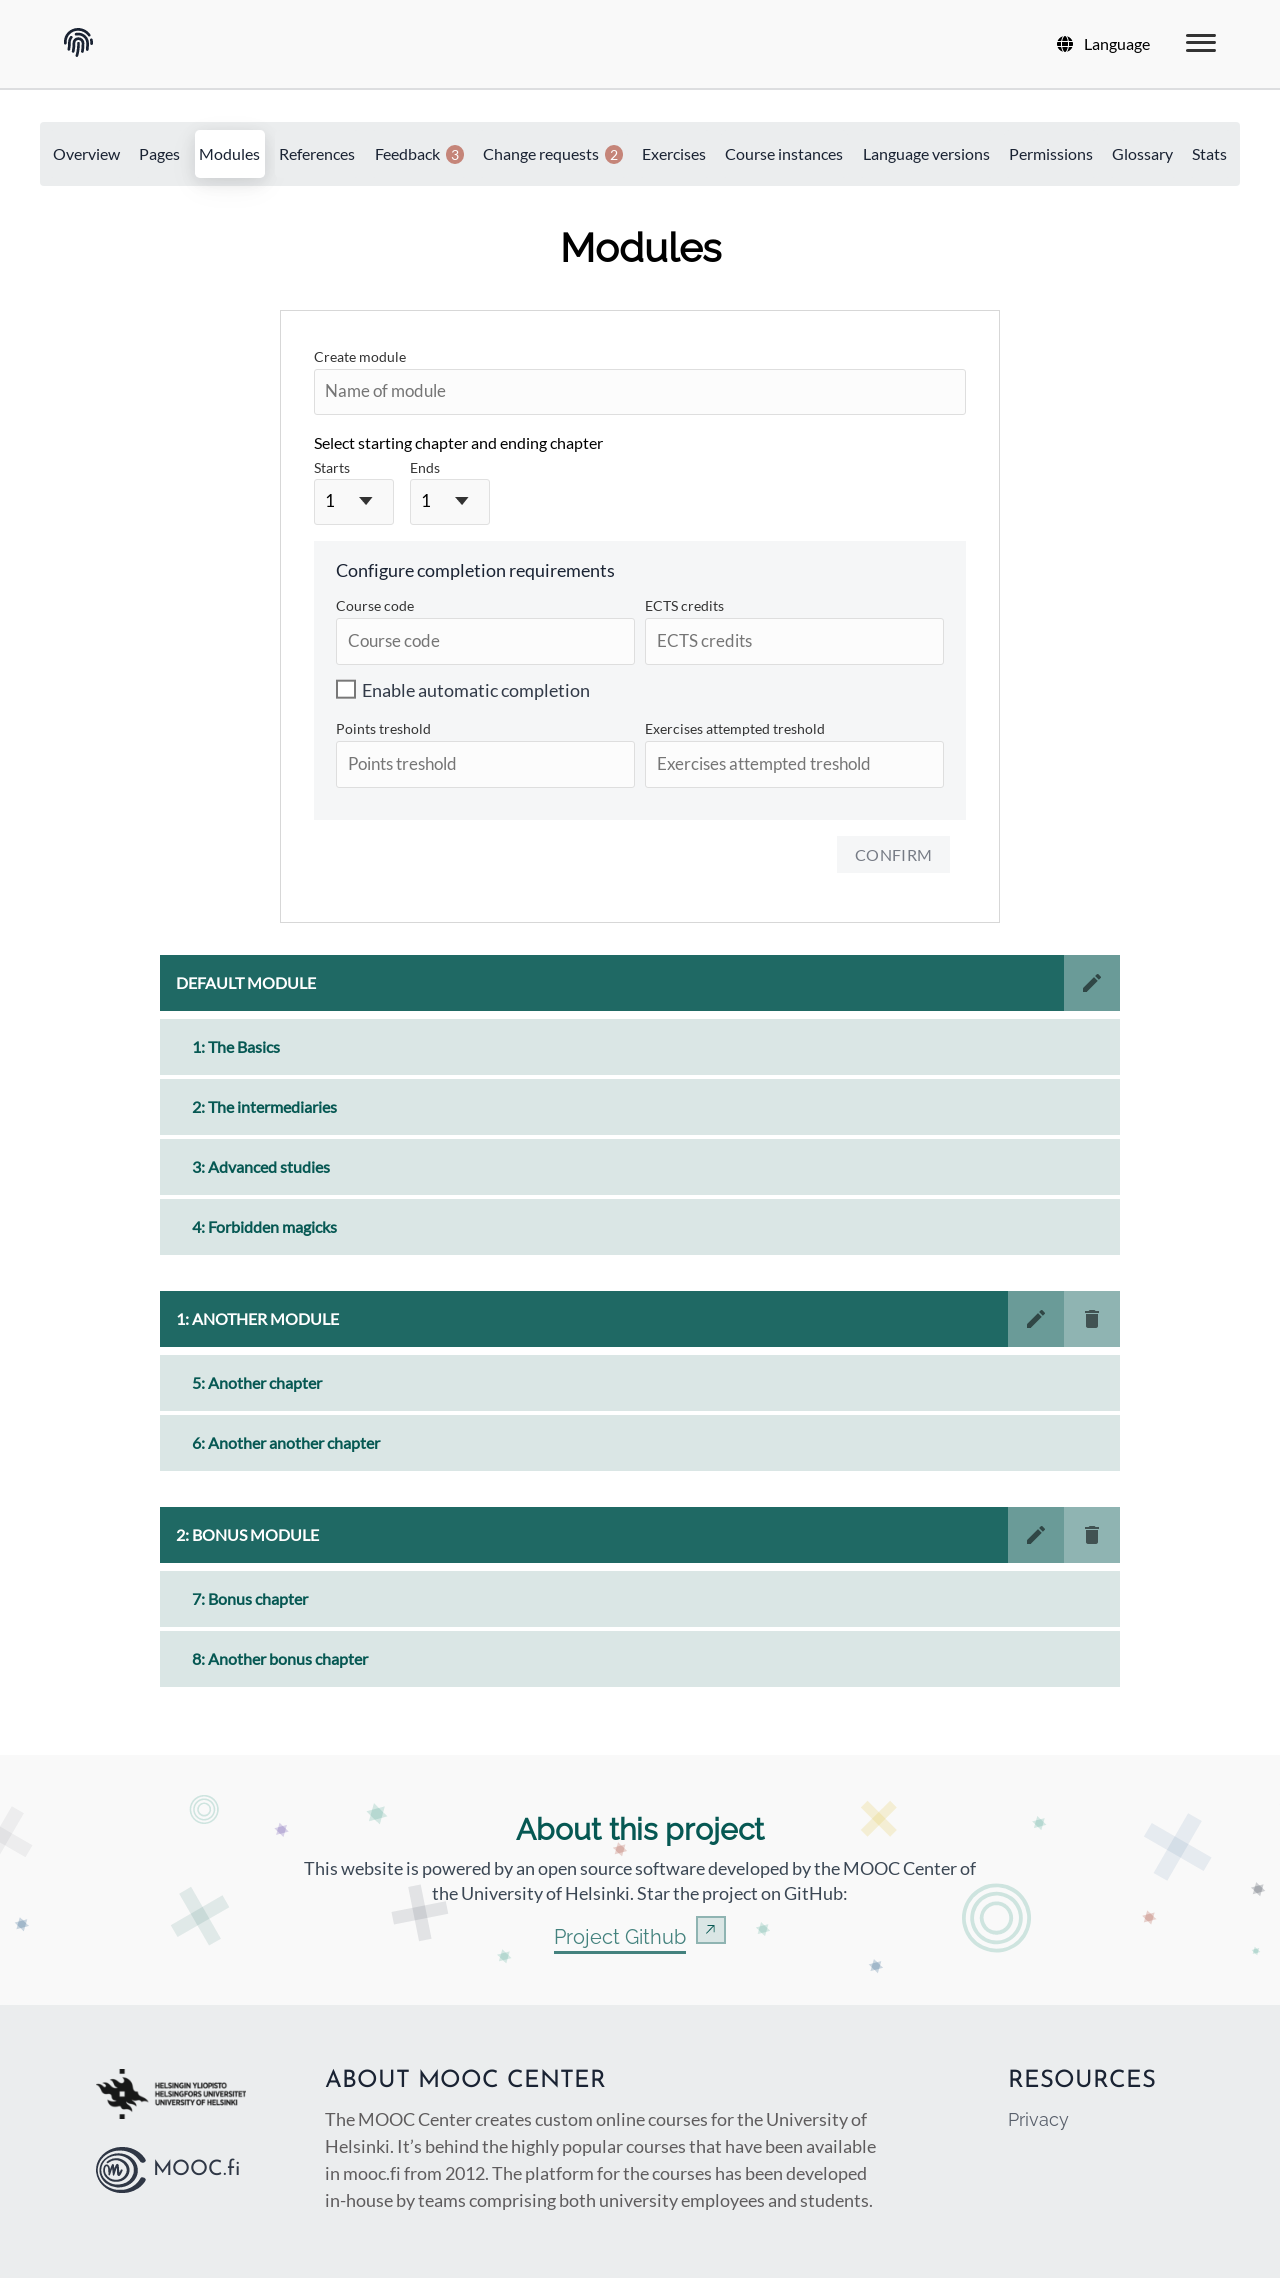 Language
Overview Pages Modules References Feedback 3 Change requests 2 Exercises Course instances Language versions Permissions Glossary Stats
Modules
Create module
Name of module
Select starting chapter and ending chapter
Starts Ends
1 1
Configure completion requirements
Course code ECTS credits
Course code ECTS credits
Enable automatic completion
Points treshold Exercises attempted treshold
Points treshold Exercises attempted treshold
CONFIRM
DEFAULT MODULE
1: The Basics
2: The intermediaries
3: Advanced studies
4: Forbidden magicks
1: ANOTHER MODULE
5: Another chapter
6: Another another chapter
2: BONUS MODULE
7: Bonus chapter
8: Another bonus chapter
About this project
This website is powered by an open source software developed by the MOOC Center of
the University of Helsinki. Star the project on GitHub:
Project Github
HELSINGIN YLIOPISTO
HELSINGFORS UNIVERSITET
UNIVERSITY OF HELSINKI
MOOC.fi
ABOUT MOOC CENTER
The MOOC Center creates custom online courses for the University of
Helsinki. It’s behind the highly popular courses that have been available
in mooc.fi from 2012. The platform for the courses has been developed
in-house by teams comprising both university employees and students.
RESOURCES
Privacy